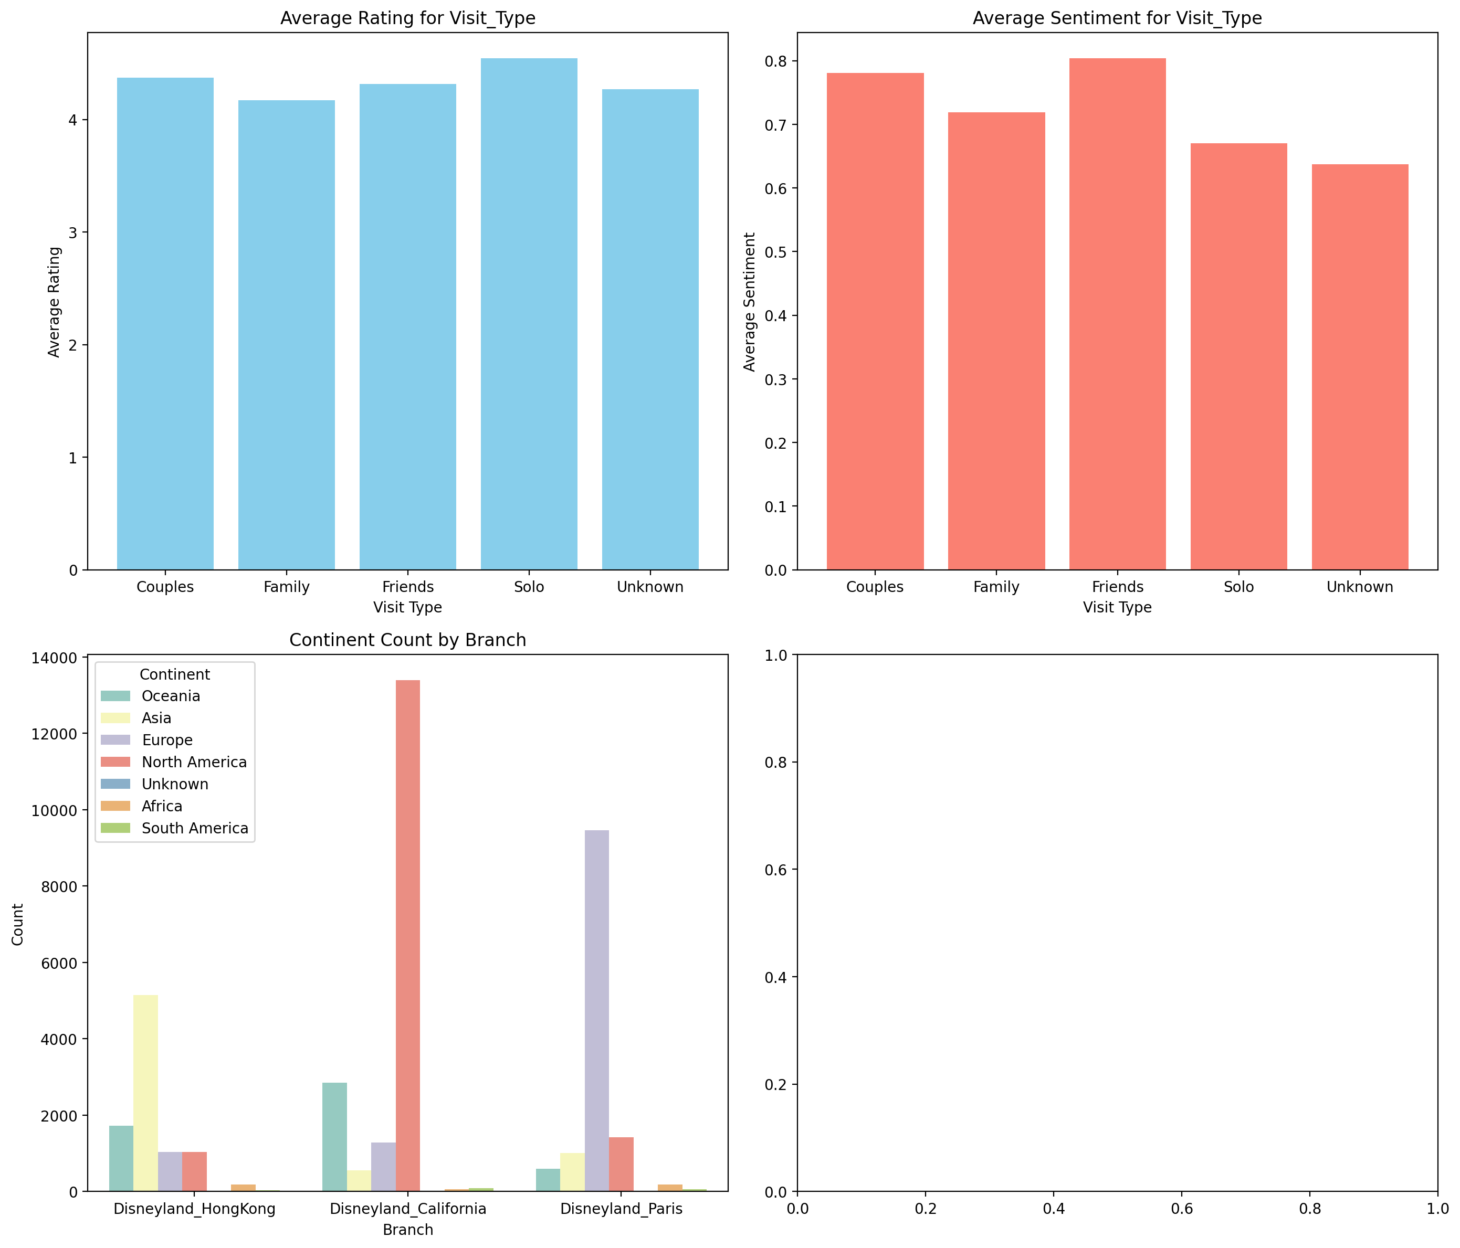 Average Rating for Visit_Type
Average Rating
4
3
2
1
0
Couples Family Friends Solo Unknown
Visit Type
Average Sentiment for Visit_Type
Average Sentiment
0.8
0.7
0.6
0.5
0.4
0.3
0.2
0.1
0.0
Couples Family Friends Solo Unknown
Visit Type
Continent Count by Branch
Count
14000
12000
10000
8000
6000
4000
2000
0
Continent
Oceania
Asia
Europe
North America
Unknown
Africa
South America
Disneyland_HongKong Disneyland_California Disneyland_Paris
Branch
1.0
0.8
0.6
0.4
0.2
0.0
0.0 0.2 0.4 0.6 0.8 1.0